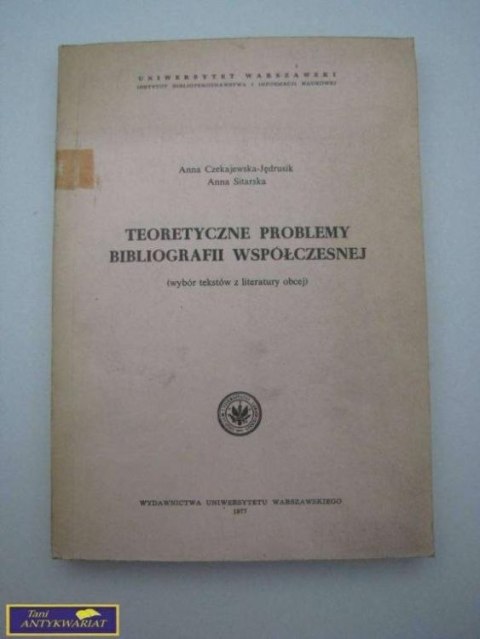 UNIWERSYTET WARSZAWSKI
INSTYTUT BIBLIOTEKOZNAWSTWA I INFORMACJI NAUKOWEJ
Anna Czekajewska-Jędrusik
Anna Sitarska
TEORETYCZNE PROBLEMY
BIBLIOGRAFII WSPÓŁCZESNEJ
(wybór tekstów z literatury obcej)
WYDAWNICTWA UNIWERSYTETU WARSZAWSKIEGO
1977
Tani
ANTYKWARIAT